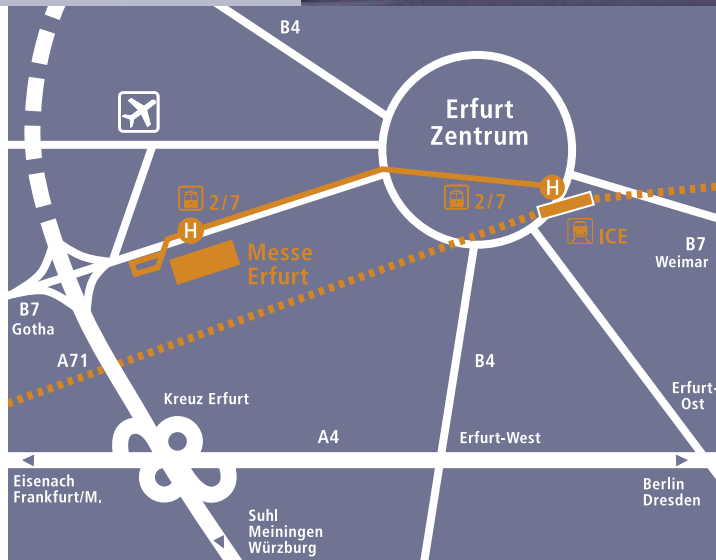 B4
Erfurt
Zentrum
H
2/7
2/7
H
ICE
Messe
Erfurt
B7
Weimar
B7
Gotha
A71
B4
Erfurt-
Ost
Kreuz Erfurt
A4
Erfurt-West
Eisenach
Frankfurt/M.
Berlin
Dresden
Suhl
Meiningen
Würzburg